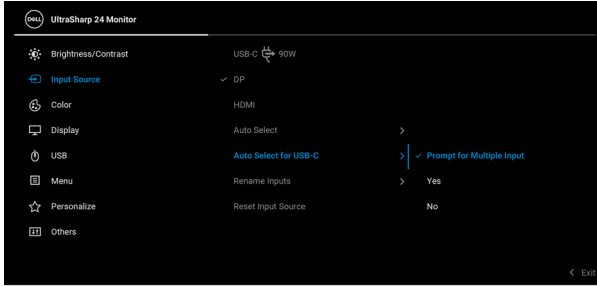 DELL UltraSharp 24 Monitor
Brightness/Contrast
USB-C 90W
Input Source
DP
Color
HDMI
Display
Auto Select
USB
Auto Select for USB-C
Prompt for Multiple Input
Menu
Rename Inputs
Yes
Personalize
Reset Input Source
No
Others
Exit